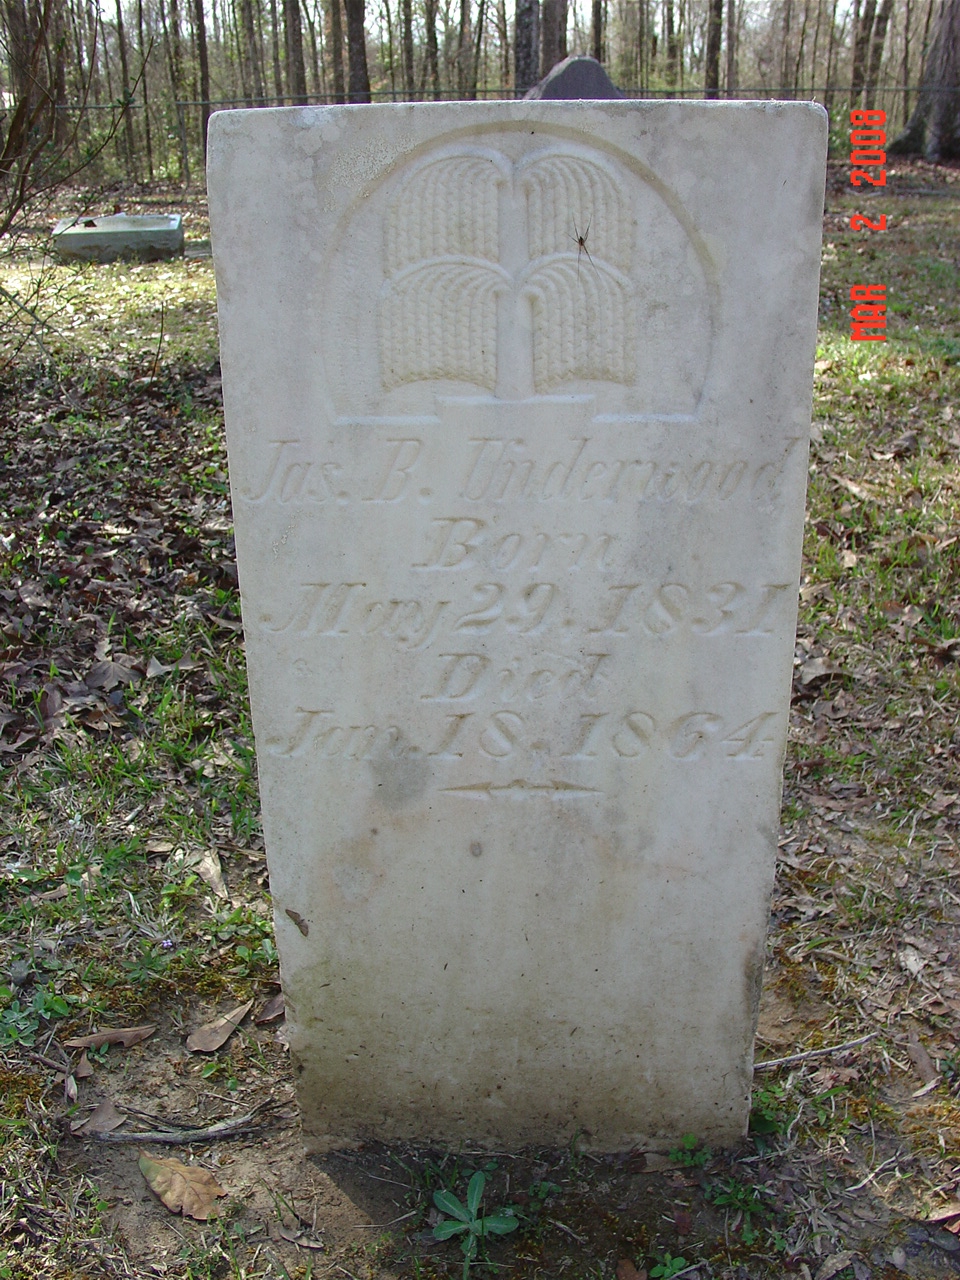 Jas. B. Underwood
Born
May 29. 1831
Died
Jan. 18. 1864
MAR 2 2008